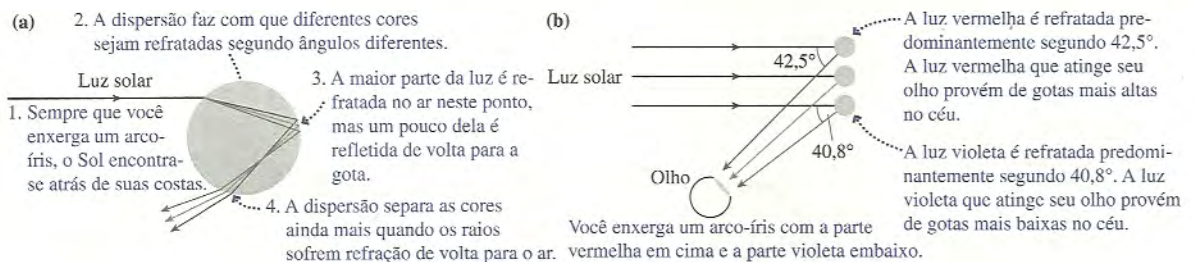 (a)
2. A dispersão faz com que diferentes cores
sejam refratadas segundo ângulos diferentes.
Luz solar
1. Sempre que você
enxerga um arco-
íris, o Sol encontra-
se atrás de suas costas.
3. A maior parte da luz é re-
fratada no ar neste ponto,
mas um pouco dela é
refletida de volta para a
gota.
4. A dispersão separa as cores
ainda mais quando os raios
sofrem refração de volta para o ar.
(b)
Luz solar
42,5°
40,8°
Olho
A luz vermelha é refratada pre-
dominantemente segundo 42,5°.
A luz vermelha que atinge seu
olho provém de gotas mais altas
no céu.
A luz violeta é refratada predomi-
nantemente segundo 40,8°. A luz
violeta que atinge seu olho provém
de gotas mais baixas no céu.
Você enxerga um arco-íris com a parte
vermelha em cima e a parte violeta embaixo.